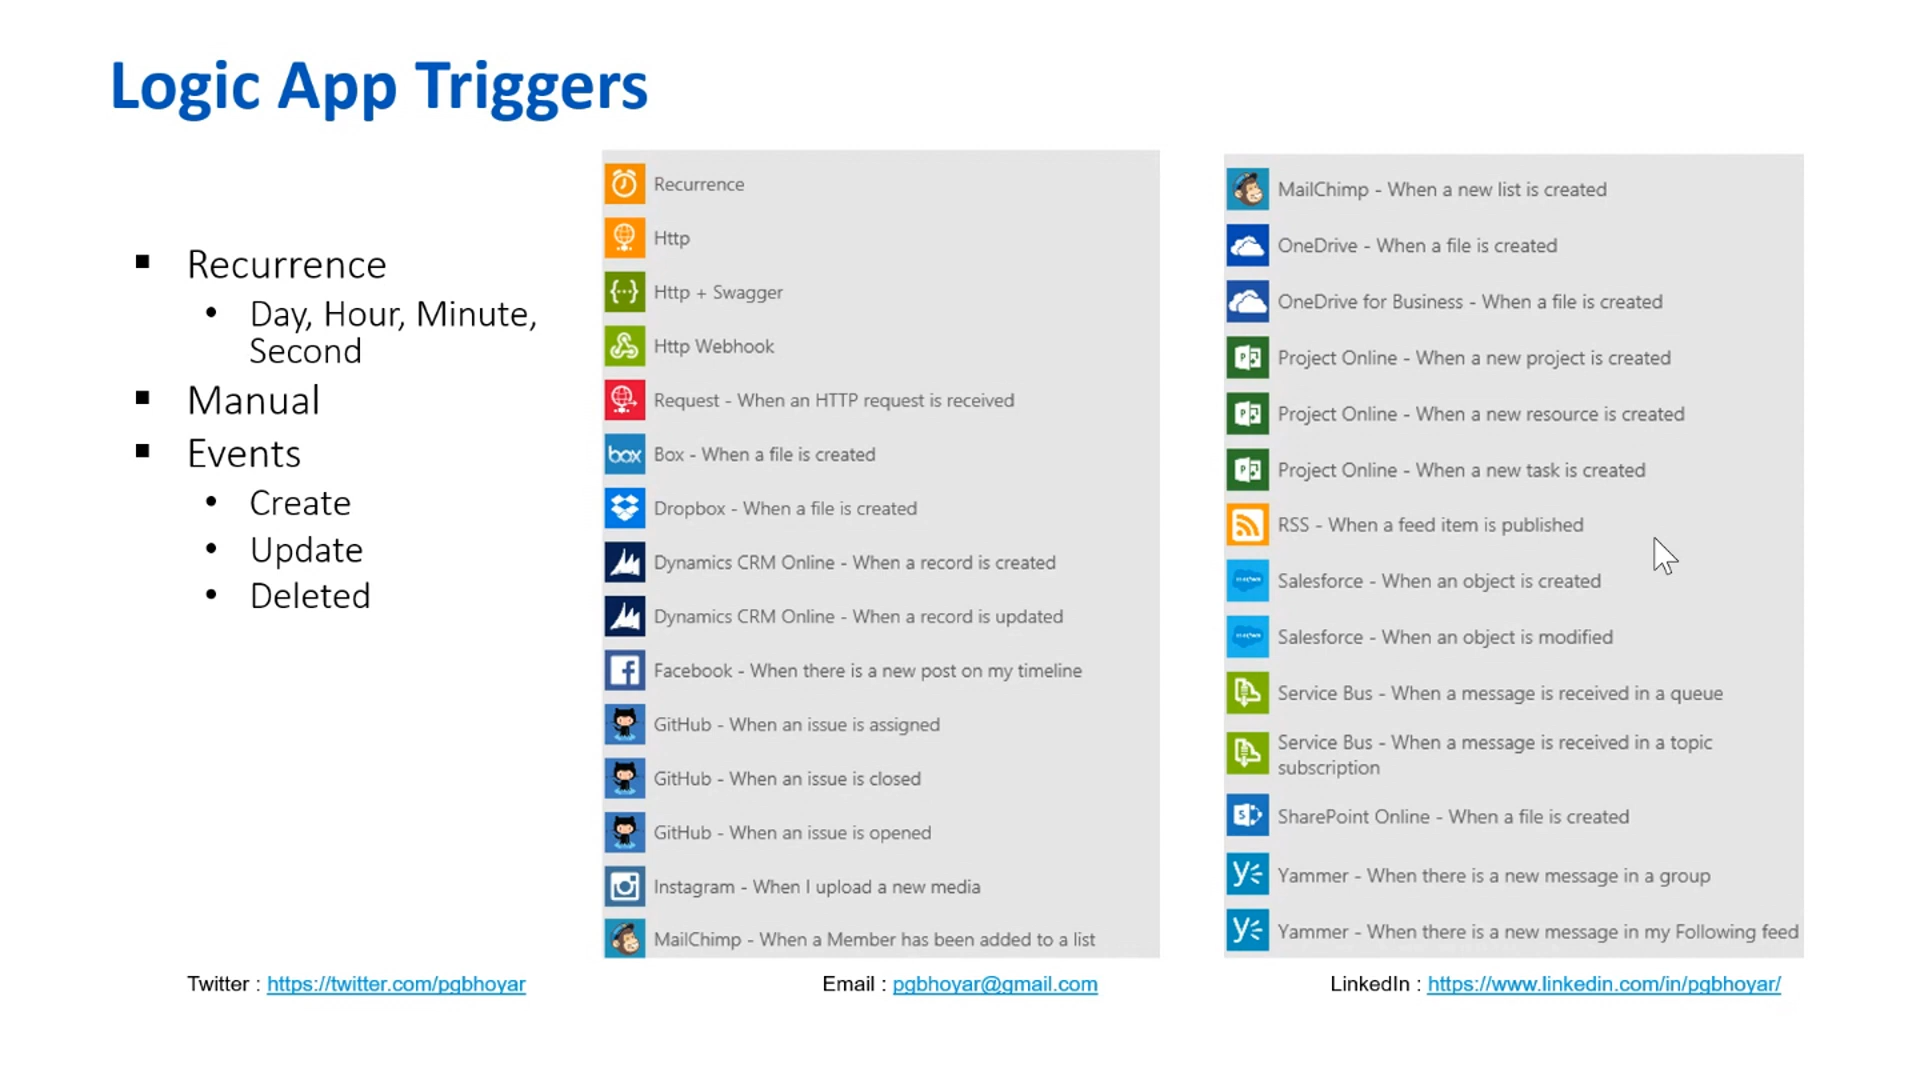 Logic App Triggers
Recurrence
Day, Hour, Minute,
Second
Manual
Events
Create
Update
Deleted
Recurrence
Http
Http + Swagger
Http Webhook
Request - When an HTTP request is received
box
Box - When a file is created
Dropbox - When a file is created
Dynamics CRM Online - When a record is created
Dynamics CRM Online - When a record is updated
Facebook - When there is a new post on my timeline
GitHub - When an issue is assigned
GitHub - When an issue is closed
GitHub - When an issue is opened
Instagram - When I upload a new media
MailChimp - When a Member has been added to a list
MailChimp - When a new list is created
OneDrive - When a file is created
OneDrive for Business - When a file is created
Project Online - When a new project is created
Project Online - When a new resource is created
Project Online - When a new task is created
RSS - When a feed item is published
Salesforce - When an object is created
Salesforce - When an object is modified
Service Bus - When a message is received in a queue
Service Bus - When a message is received in a topic
subscription
SharePoint Online - When a file is created
Yammer - When there is a new message in a group
Yammer - When there is a new message in my Following feed
Twitter : https://twitter.com/pgbhoyar
Email : pgbhoyar@gmail.com
LinkedIn : https://www.linkedin.com/in/pgbhoyar/